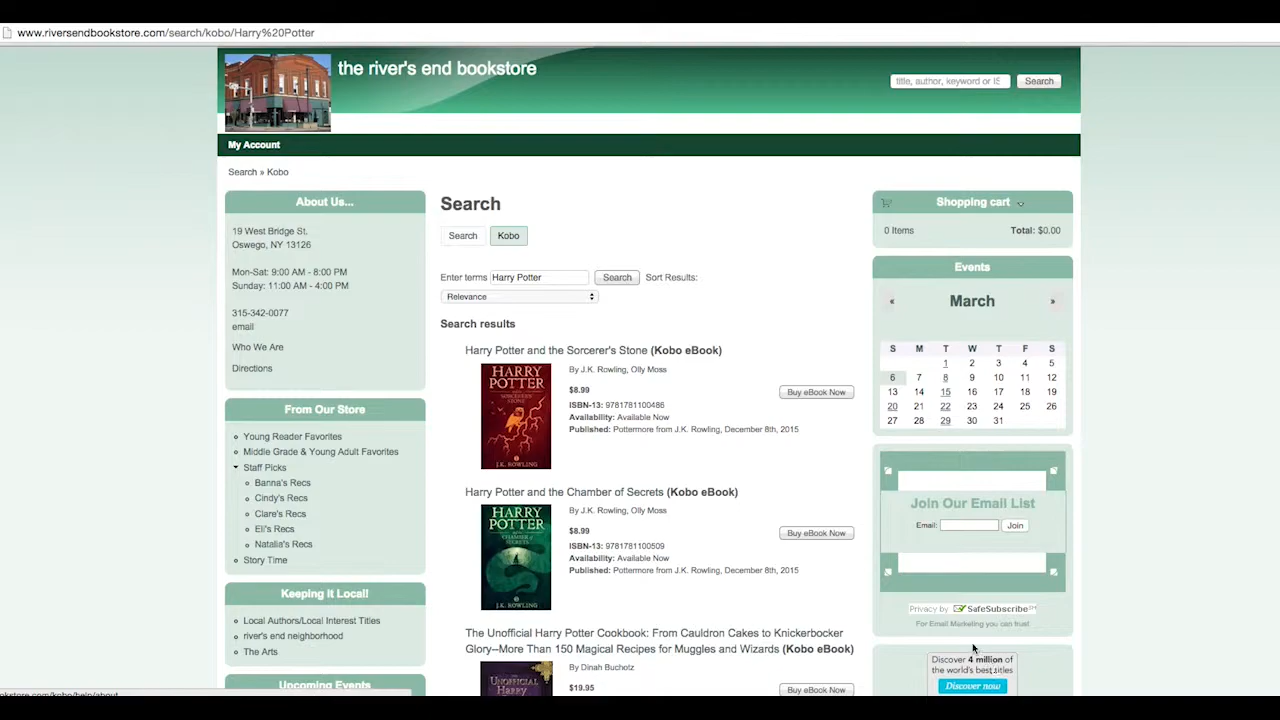 www.riversendbookstore.com/search/kobo/Harry%20Potter
the river's end bookstore
title, author, keyword or IS
Search
My Account
Search » Kobo
About Us...
19 West Bridge St.
Oswego, NY 13126
Mon-Sat: 9:00 AM - 8:00 PM
Sunday: 11:00 AM - 4:00 PM
315-342-0077
email
Who We Are
Directions
From Our Store
Young Reader Favorites
Middle Grade & Young Adult Favorites
Staff Picks
Banna's Recs
Cindy's Recs
Clare's Recs
Eli's Recs
Natalia's Recs
Story Time
Keeping it Local!
Local Authors/Local Interest Titles
river's end neighborhood
The Arts
Upcoming Events
Search
Search Kobo
Enter terms Harry Potter Search Sort Results:
Relevance
Search results
Harry Potter and the Sorcerer's Stone (Kobo eBook)
HARRY
POTTER
J.K. ROWLING
By J.K. Rowling, Olly Moss
$8.99
ISBN-13: 9781781100486
Availability: Available Now
Published: Pottermore from J.K. Rowling, December 8th, 2015
Buy eBook Now
Harry Potter and the Chamber of Secrets (Kobo eBook)
HARRY
POTTER
J.K. ROWLING
By J.K. Rowling, Olly Moss
$8.99
ISBN-13: 9781781100509
Availability: Available Now
Published: Pottermore from J.K. Rowling, December 8th, 2015
Buy eBook Now
The Unofficial Harry Potter Cookbook: From Cauldron Cakes to Knickerbocker
Glory--More Than 150 Magical Recipes for Muggles and Wizards (Kobo eBook)
UNOFFICIAL
By Dinah Bucholz
$19.95
Buy eBook Now
Shopping cart
0 Items Total: $0.00
Events
« March »
S M T W T F S
1 2 3 4 5
6 7 8 9 10 11 12
13 14 15 16 17 18 19
20 21 22 23 24 25 26
27 28 29 30 31
Join Our Email List
Email: Join
Privacy by SafeSubscribe
For Email Marketing you can trust
Discover 4 million of
the world's best titles
Discover now